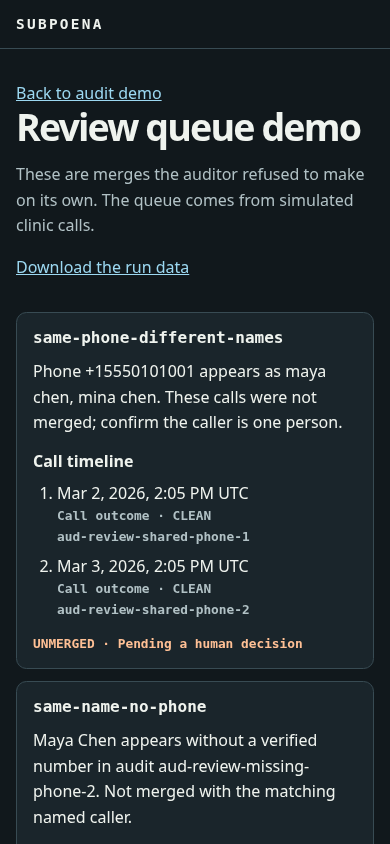 SUBPOENA
Back to audit demo
Review queue demo
These are merges the auditor refused to make
on its own. The queue comes from simulated
clinic calls.
Download the run data
same-phone-different-names
Phone +15550101001 appears as maya
chen, mina chen. These calls were not
merged; confirm the caller is one person.
Call timeline
1. Mar 2, 2026, 2:05 PM UTC
Call outcome · CLEAN
aud-review-shared-phone-1
2. Mar 3, 2026, 2:05 PM UTC
Call outcome · CLEAN
aud-review-shared-phone-2
UNMERGED · Pending a human decision
same-name-no-phone
Maya Chen appears without a verified
number in audit aud-review-missing-
phone-2. Not merged with the matching
named caller.